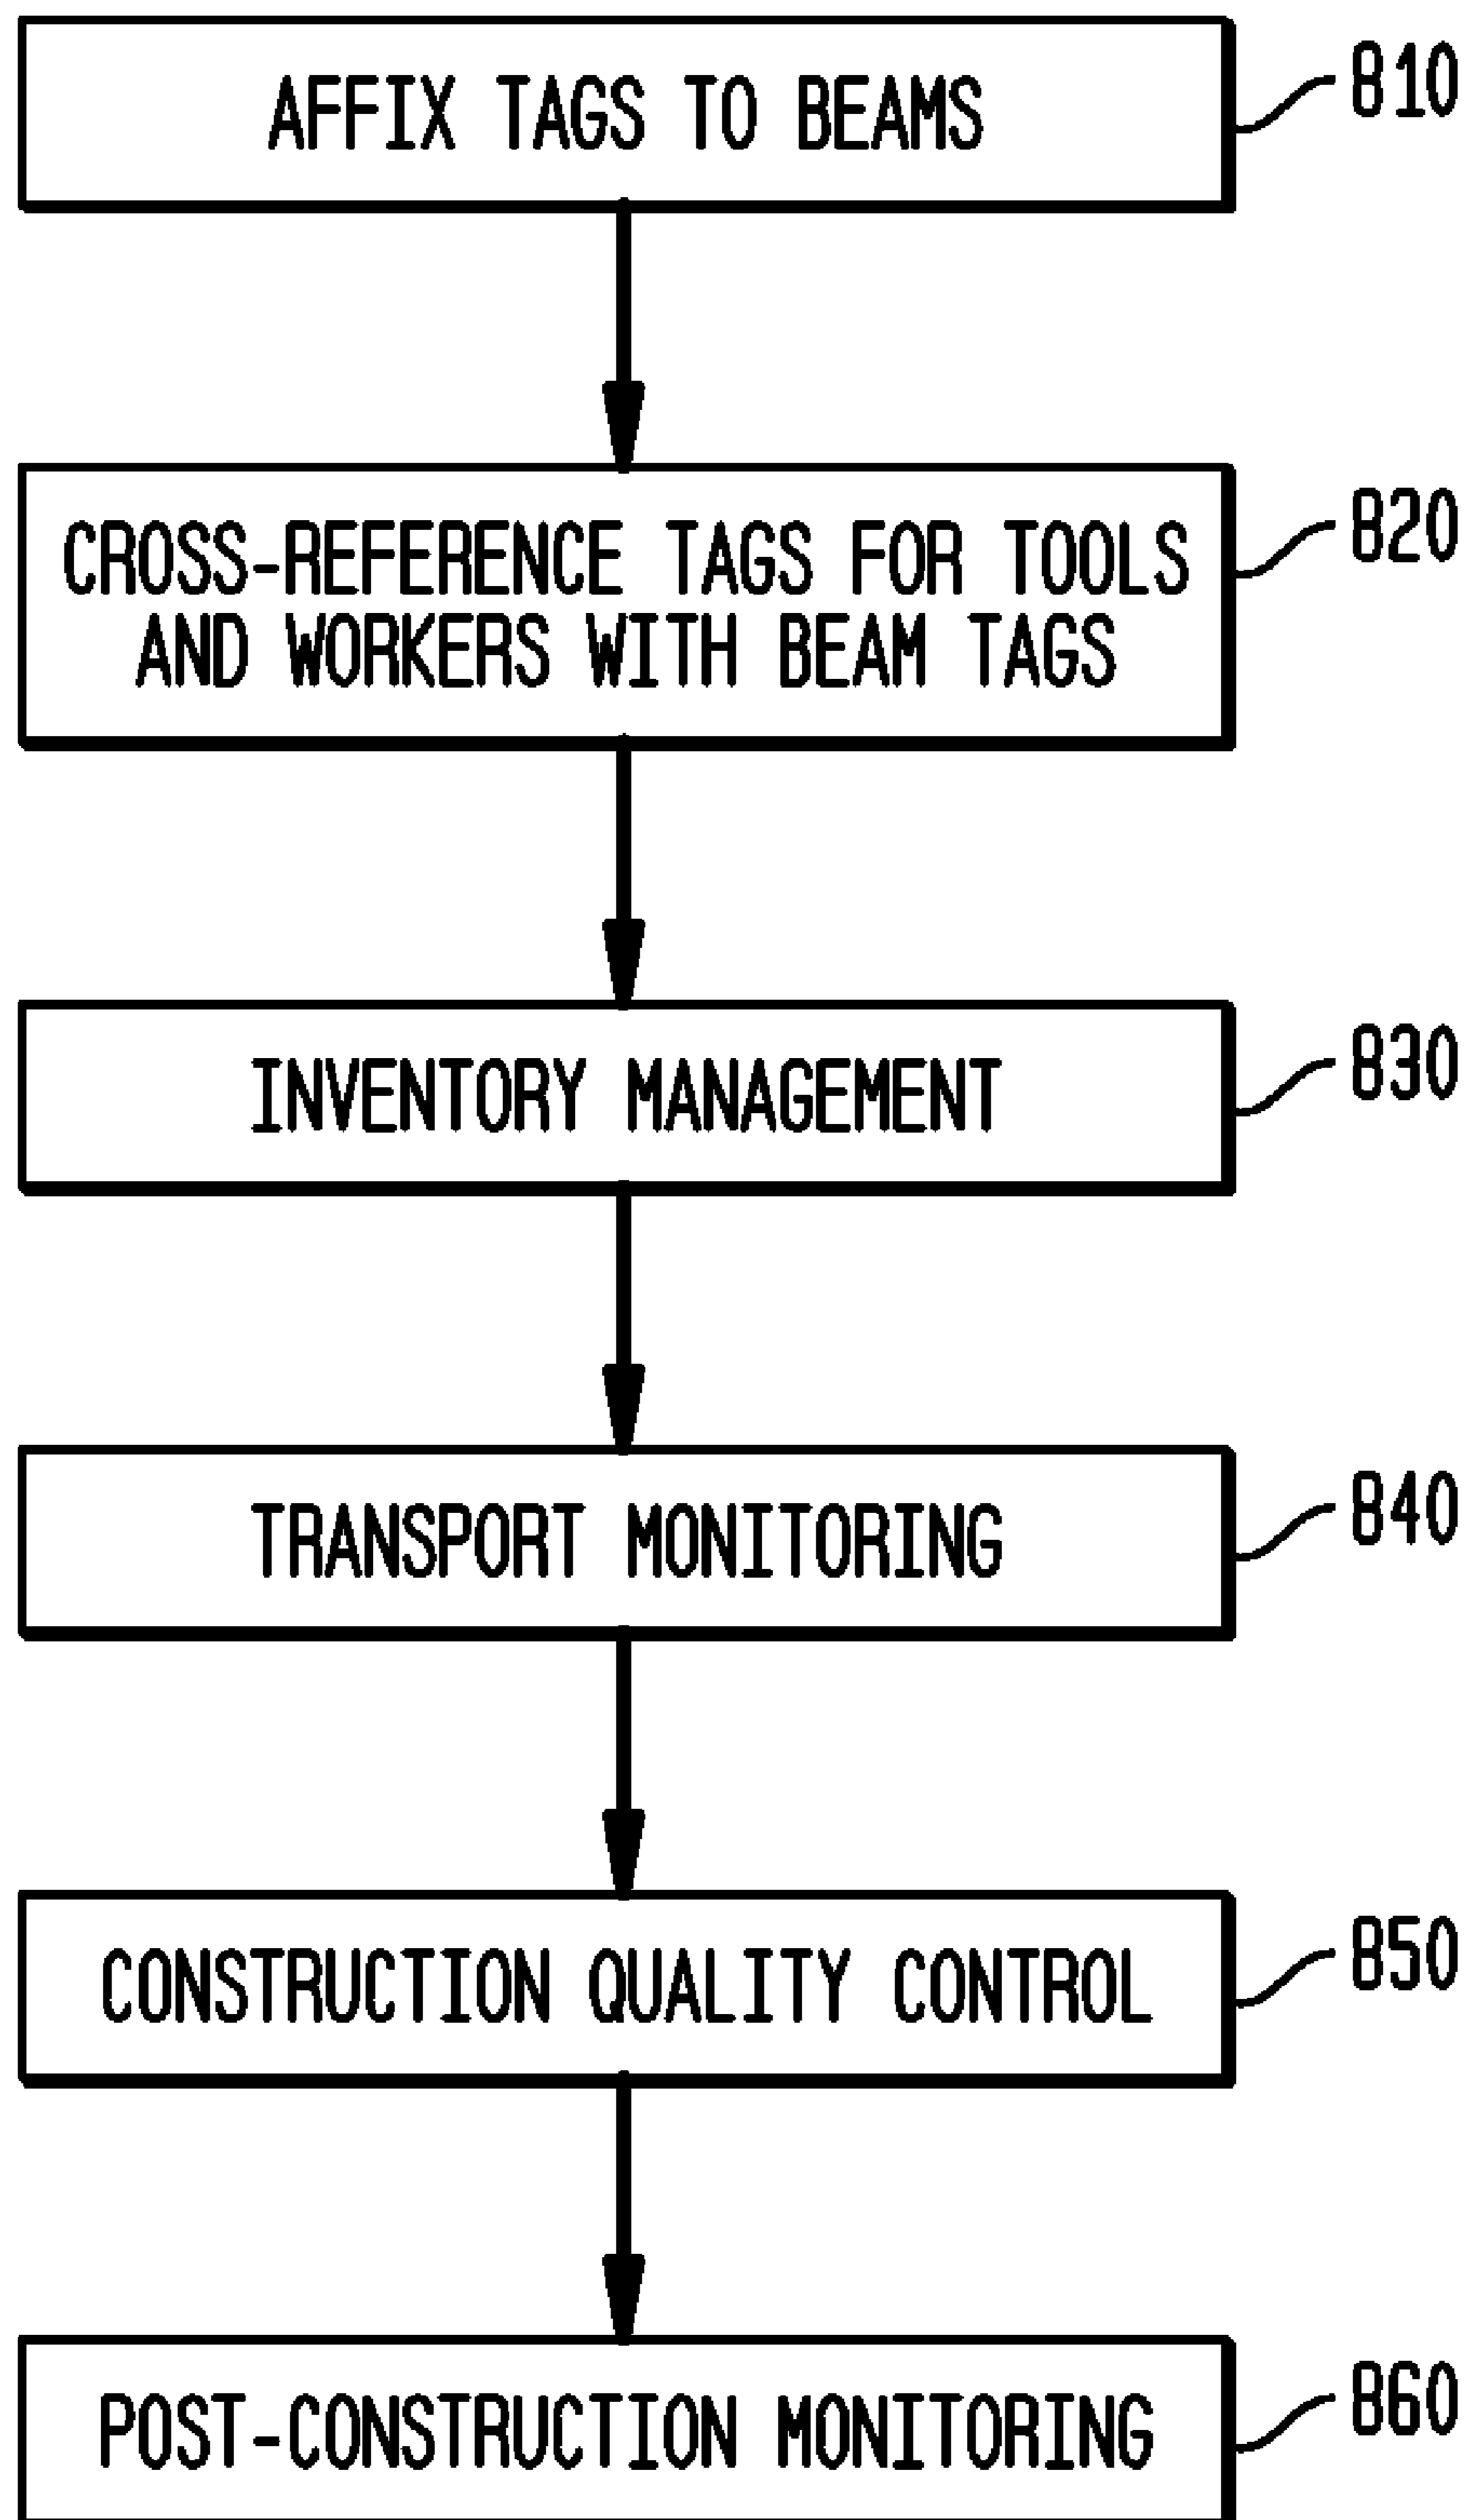 AFFIX TAGS TO BEAMS
810
CROSS-REFERENCE TAGS FOR TOOLS
AND WORKERS WITH BEAM TAGS
820
INVENTORY MANAGEMENT
830
TRANSPORT MONITORING
840
CONSTRUCTION QUALITY CONTROL
850
POST-CONSTRUCTION MONITORING
860